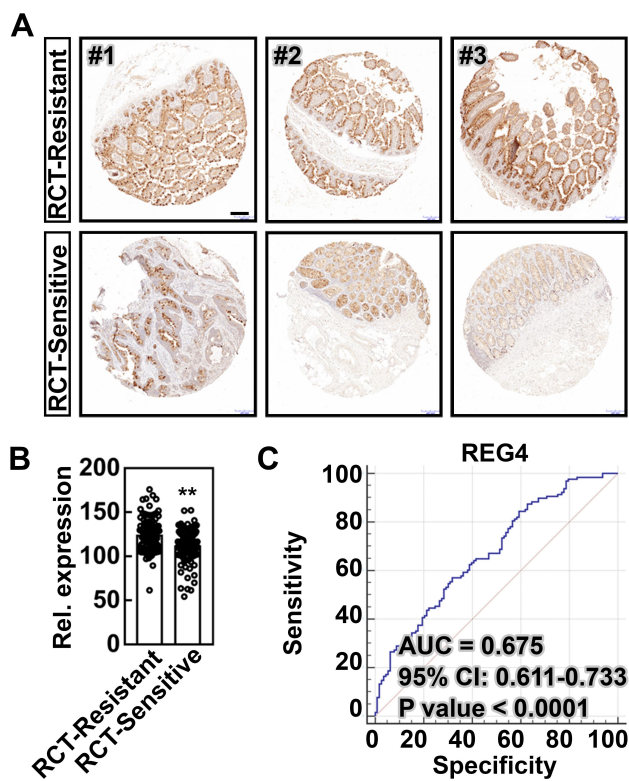 A
RCT-Resistant
#1
#2
#3
RCT-Sensitive
B
Rel. expression
200
150
100
50
0
**
RCT-Resistant
RCT-Sensitive
C
REG4
Sensitivity
100
80
60
40
20
0
AUC = 0.675
95% CI: 0.611-0.733
P value < 0.0001
0 20 40 60 80 100
Specificity